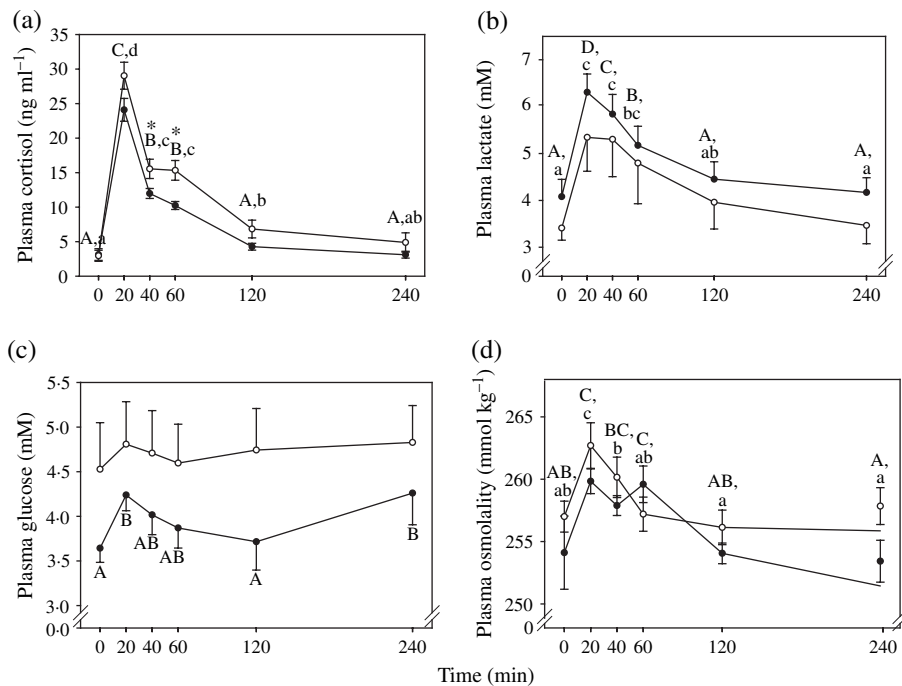 (a)
Plasma cortisol (ng ml⁻¹)
35
30
25
20
15
10
5
0
A,a
C,d
*
B,c
*
B,c
A,b
A,ab
0 20 40 60 120 240
(b)
Plasma lactate (mM)
7
6
5
4
3
0
A,
a
D,
c
C,
c
B,
bc
A,
ab
A,
a
0 20 40 60 120 240
(c)
Plasma glucose (mM)
5·5
5·0
4·5
4·0
3·5
3·0
0·0
A
B
AB
AB
A
B
0 20 40 60 120 240
(d)
Plasma osmolality (mmol kg⁻¹)
265
260
255
250
0
AB,
ab
C,
c
BC,
b
C,
ab
AB,
a
A,
a
0 20 40 60 120 240
Time (min)